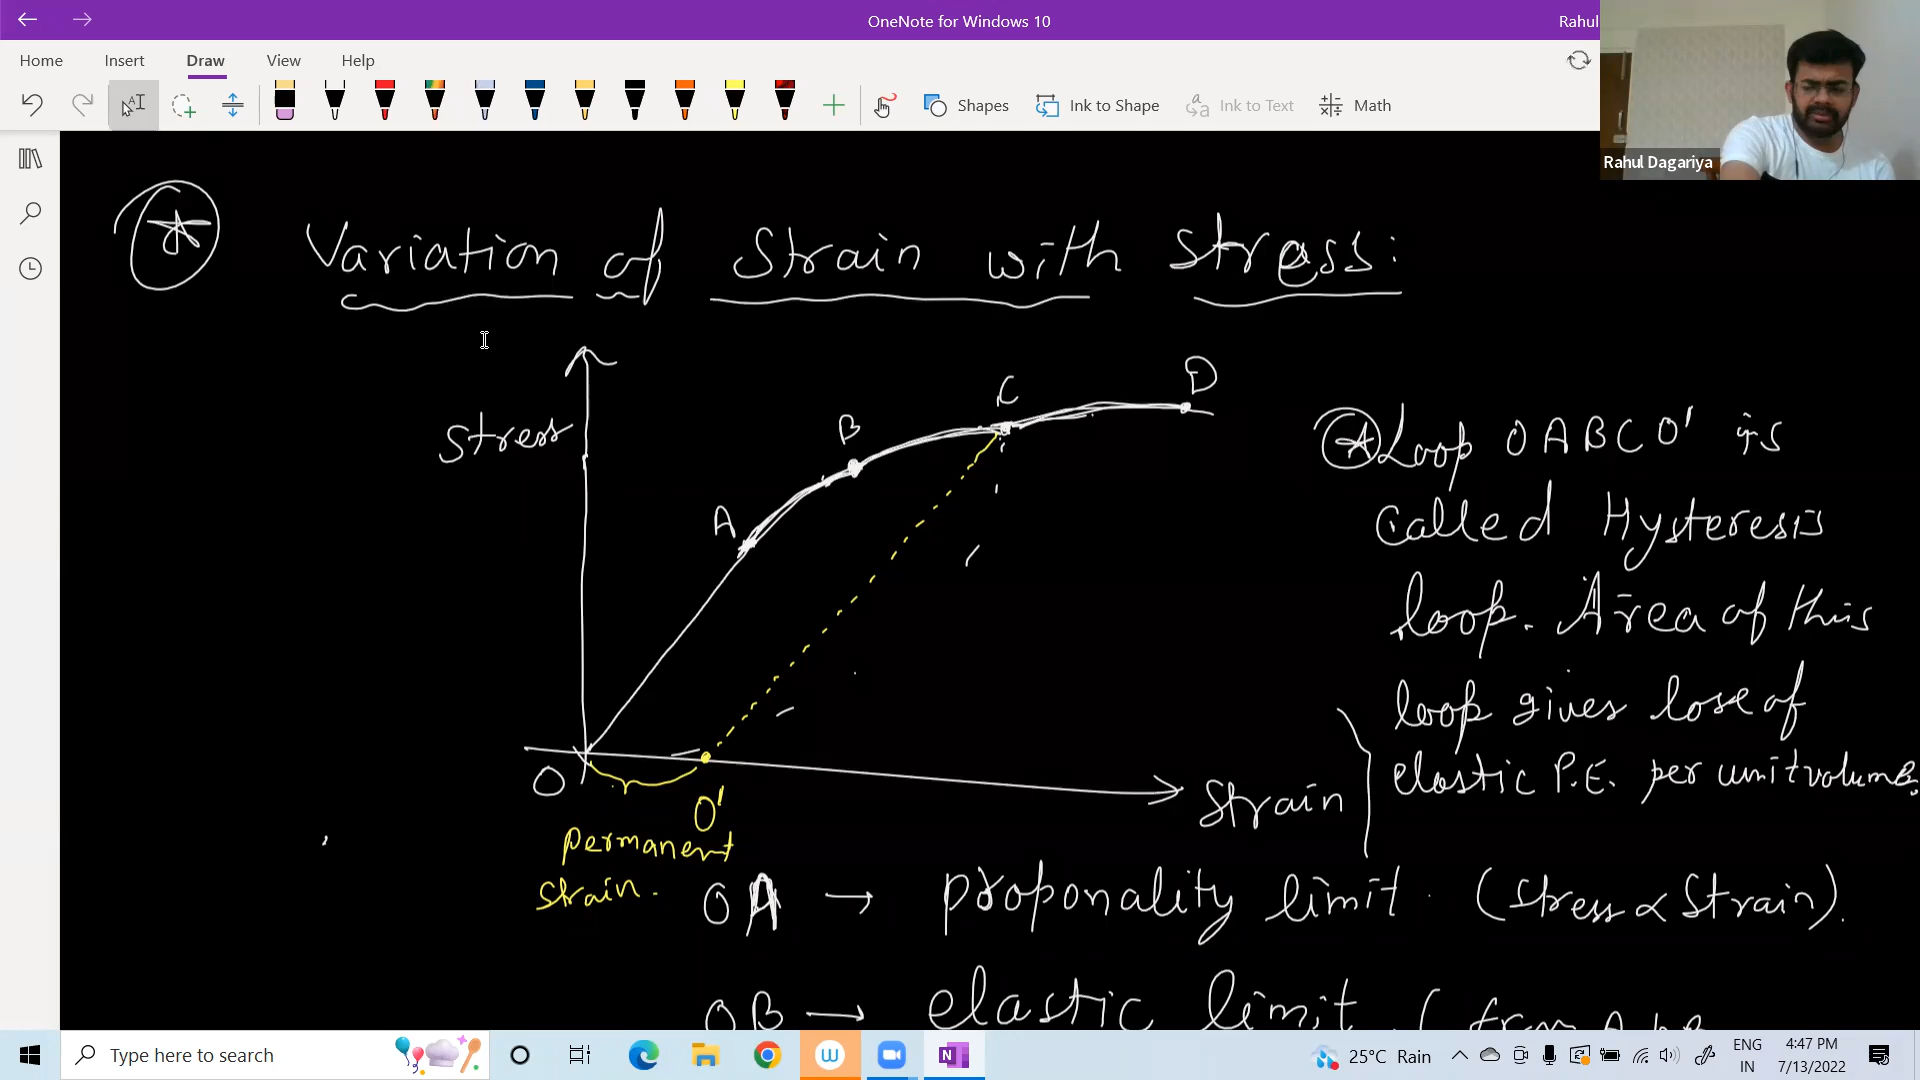 OneNote for Windows 10
Rahul
Home Insert Draw View Help
Shapes Ink to Shape Ink to Text Math
Rahul Dagariya
Variation of Strain with Stress:
Stress
A
B
C
D
O
O'
Strain
permanent
strain.
Loop OABCO' is
called Hysteresis
loop. Area of this
loop gives lose of
elastic P.E. per unit volume.
OA → proponality limit. (Stress ∝ Strain).
OB → elastic limit. (from A to B
Type here to search
25°C Rain
ENG
IN
4:47 PM
7/13/2022